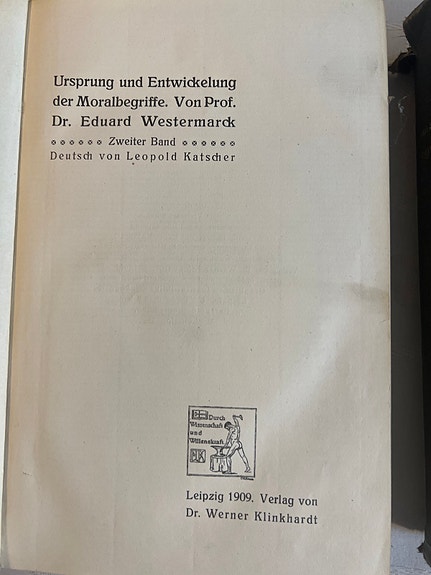 Ursprung und Entwickelung
der Moralbegriffe. Von Prof.
Dr. Eduard Westermarck
Zweiter Band
Deutsch von Leopold Katscher
Durch
Wissenschaft
und
Willenskraft
Leipzig 1909. Verlag von
Dr. Werner Klinkhardt